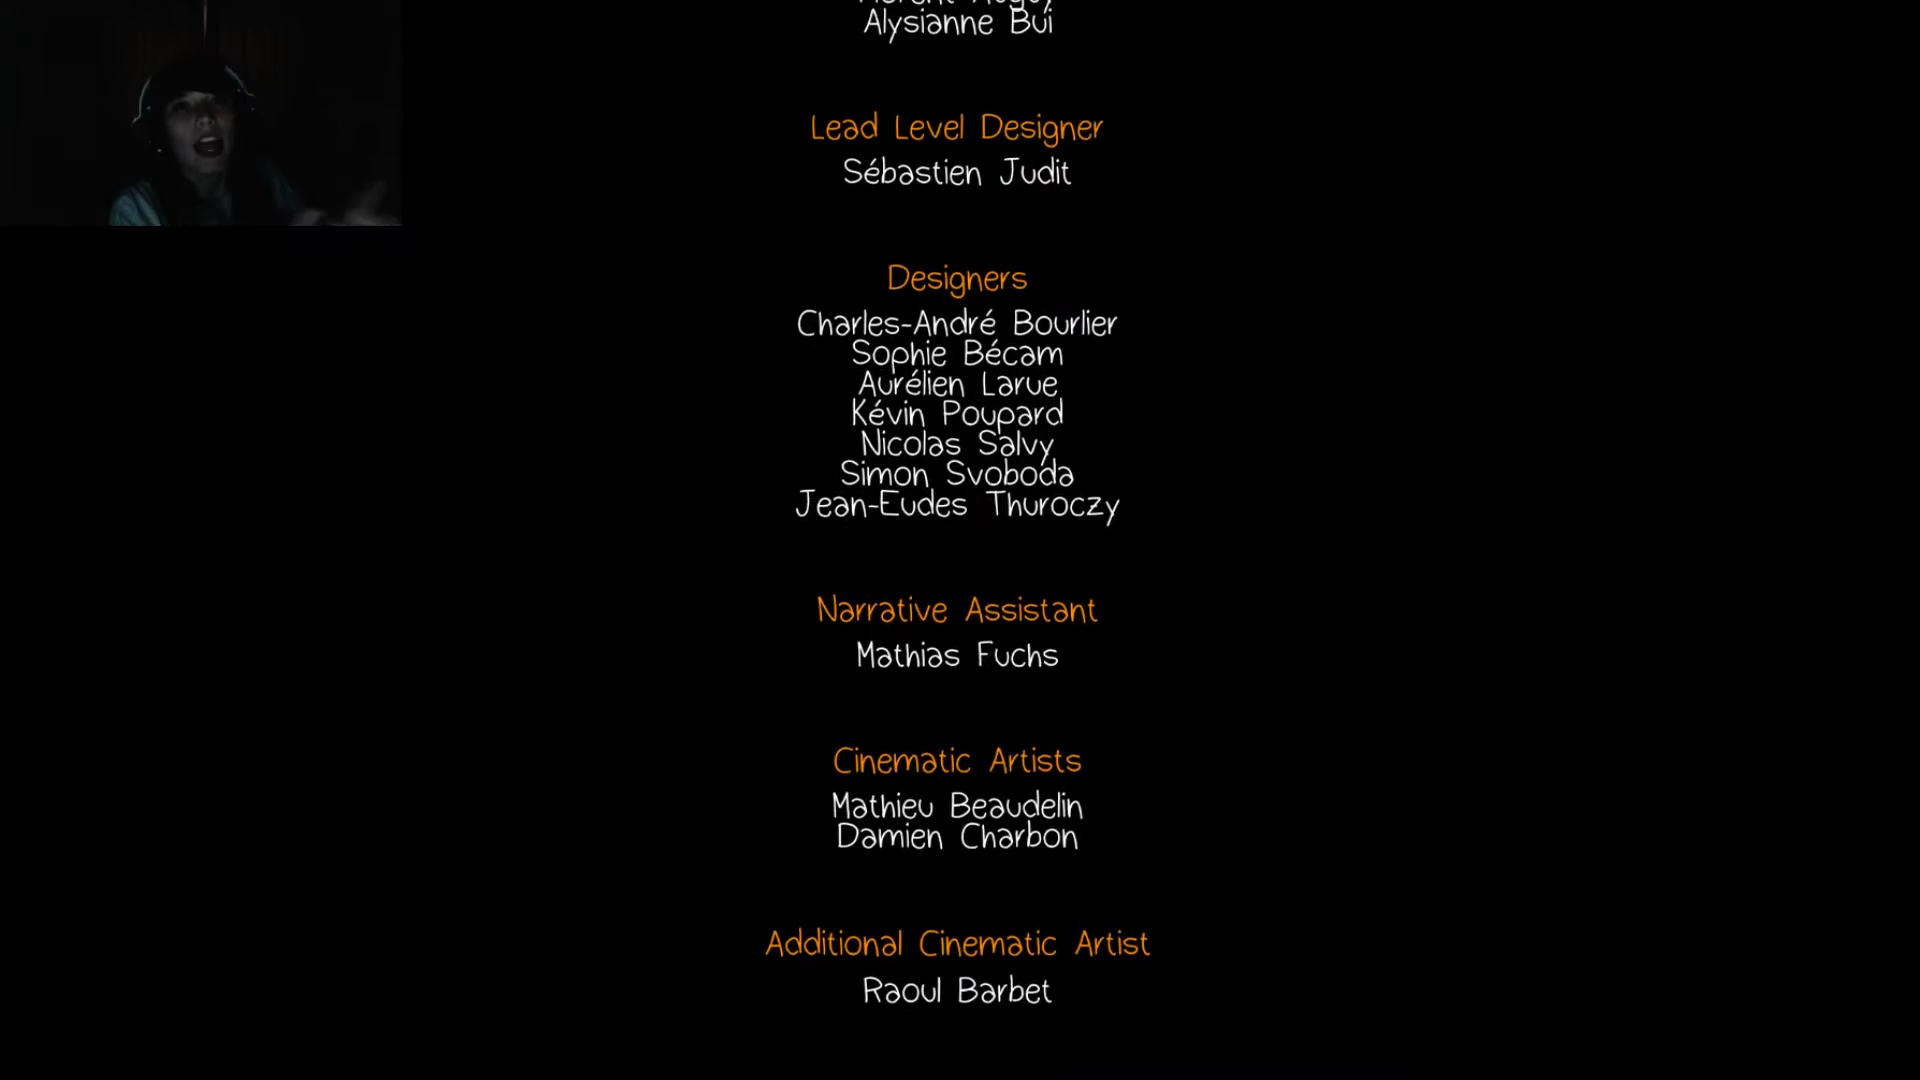 Alysianne Bui
Lead Level Designer
Sébastien Judit
Designers
Charles-André Bourlier
Sophie Bécam
Aurélien Larue
Kévin Poupard
Nicolas Salvy
Simon Svoboda
Jean-Eudes Thuroczy
Narrative Assistant
Mathias Fuchs
Cinematic Artists
Mathieu Beaudelin
Damien Charbon
Additional Cinematic Artist
Raoul Barbet